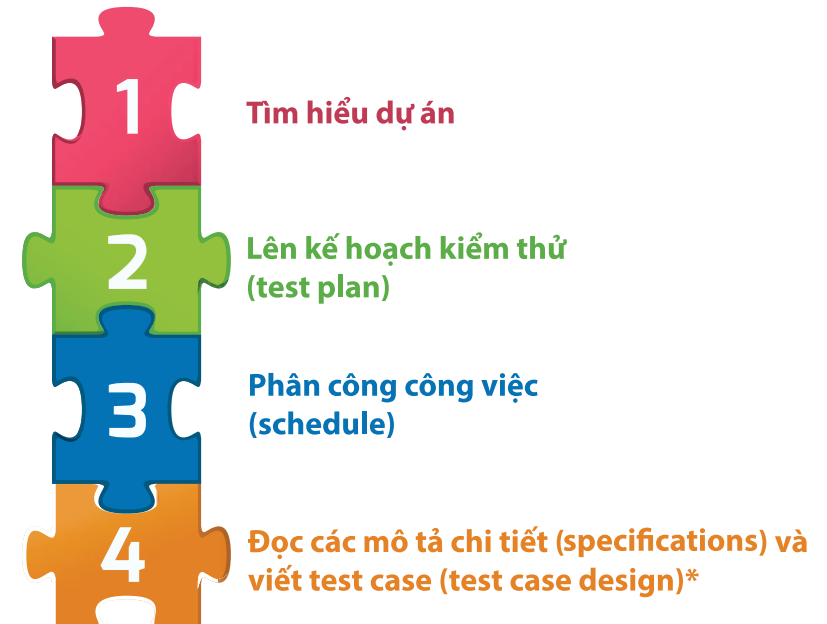 1
Tìm hiểu dự án
2
Lên kế hoạch kiểm thử
(test plan)
3
Phân công công việc
(schedule)
4
Đọc các mô tả chi tiết (specifications) và
viết test case (test case design)*